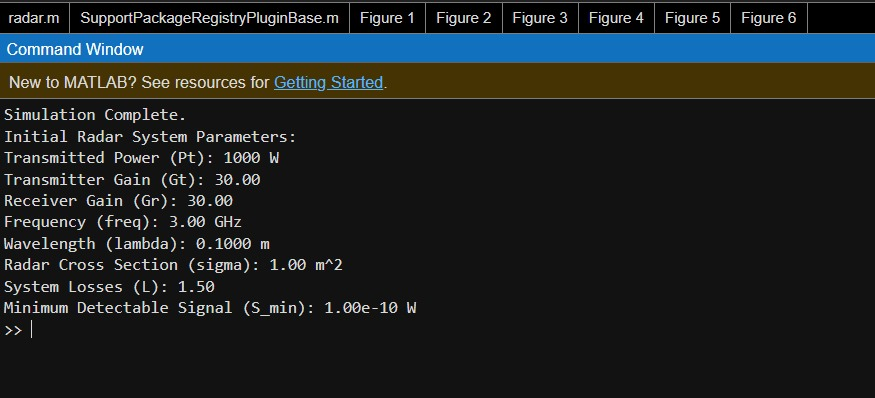 radar.m SupportPackageRegistryPluginBase.m Figure 1 Figure 2 Figure 3 Figure 4 Figure 5 Figure 6
Command Window
New to MATLAB? See resources for Getting Started.
Simulation Complete.
Initial Radar System Parameters:
Transmitted Power (Pt): 1000 W
Transmitter Gain (Gt): 30.00
Receiver Gain (Gr): 30.00
Frequency (freq): 3.00 GHz
Wavelength (lambda): 0.1000 m
Radar Cross Section (sigma): 1.00 m^2
System Losses (L): 1.50
Minimum Detectable Signal (S_min): 1.00e-10 W
>>